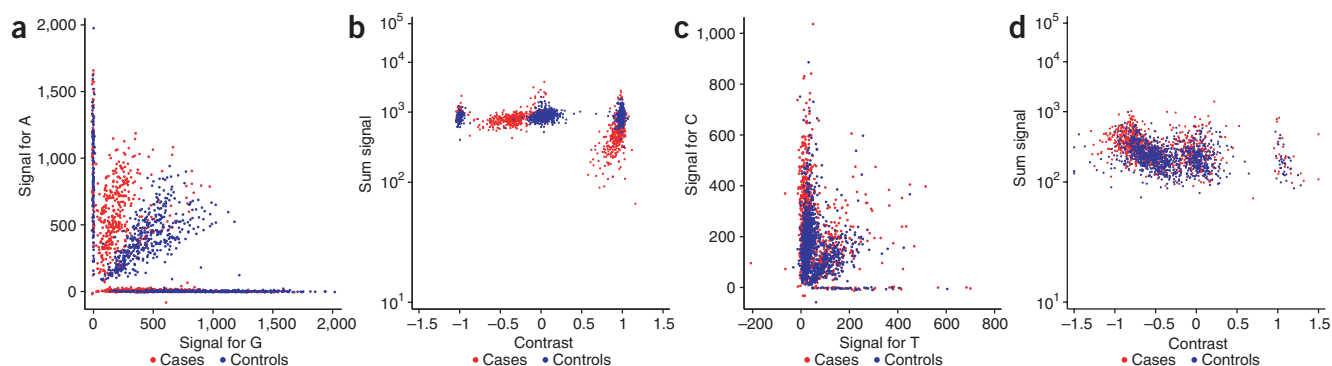 a
Signal for A
2,000
1,500
1,000
500
0
0 500 1,000 1,500 2,000
Signal for G
Cases Controls
b
Sum signal
10^5
10^4
10^3
10^2
10^1
−1.5 −1 −0.5 0 0.5 1 1.5
Contrast
Cases Controls
c
Signal for C
1,000
800
600
400
200
0
−200 0 200 400 600 800
Signal for T
Cases Controls
d
Sum signal
10^5
10^4
10^3
10^2
10^1
−1.5 −1 −0.5 0 0.5 1 1.5
Contrast
Cases Controls